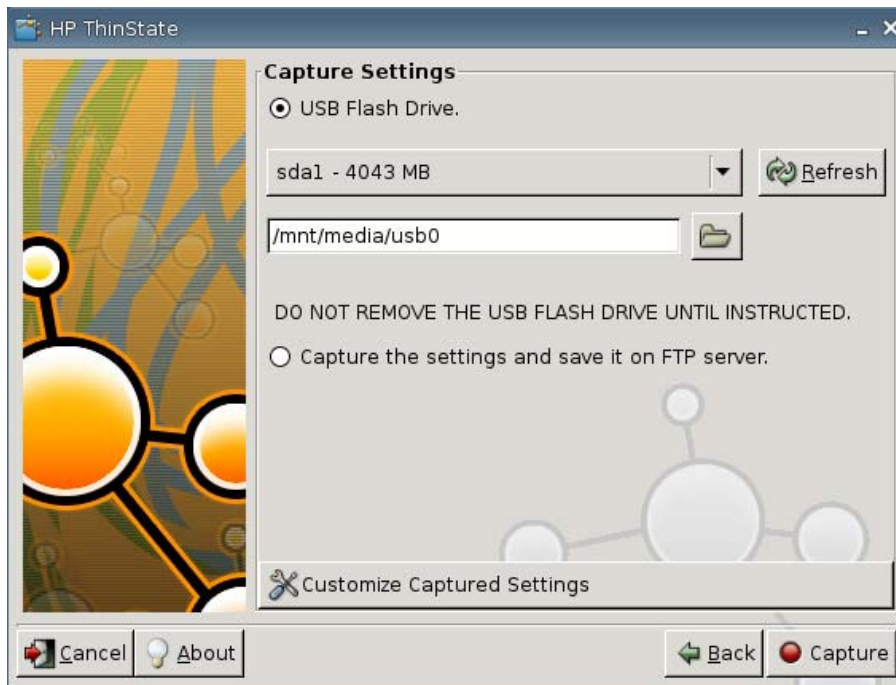 HP ThinState
Capture Settings
USB Flash Drive.
sda1 - 4043 MB
Refresh
/mnt/media/usb0
DO NOT REMOVE THE USB FLASH DRIVE UNTIL INSTRUCTED.
Capture the settings and save it on FTP server.
Customize Captured Settings
Cancel
About
Back
Capture